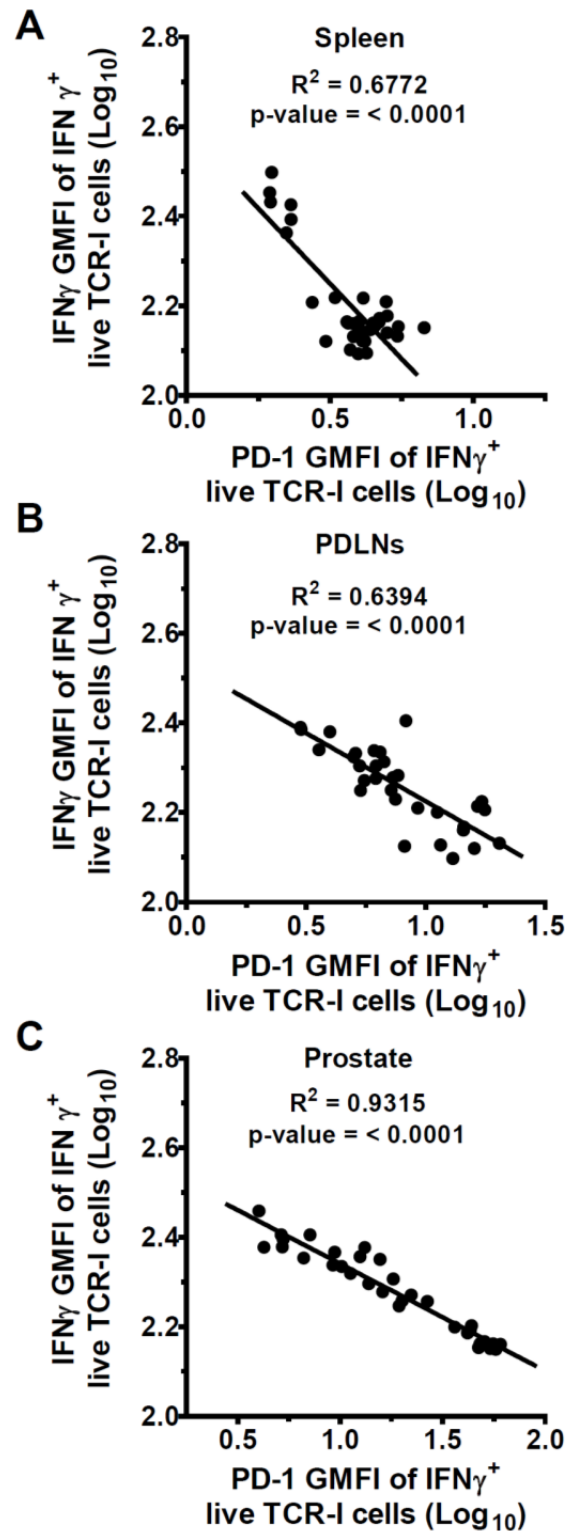 A
Spleen
R² = 0.6772
p-value = < 0.0001
IFNγ GMFI of IFN γ⁺
live TCR-I cells (Log₁₀)
2.8
2.6
2.4
2.2
2.0
0.0 0.5 1.0
PD-1 GMFI of IFNγ⁺
live TCR-I cells (Log₁₀)
B
PDLNs
R² = 0.6394
p-value = < 0.0001
IFNγ GMFI of IFN γ⁺
live TCR-I cells (Log₁₀)
2.8
2.6
2.4
2.2
2.0
0.0 0.5 1.0 1.5
PD-1 GMFI of IFNγ⁺
live TCR-I cells (Log₁₀)
C
Prostate
R² = 0.9315
p-value = < 0.0001
IFNγ GMFI of IFN γ⁺
live TCR-I cells (Log₁₀)
2.8
2.6
2.4
2.2
2.0
0.5 1.0 1.5 2.0
PD-1 GMFI of IFNγ⁺
live TCR-I cells (Log₁₀)